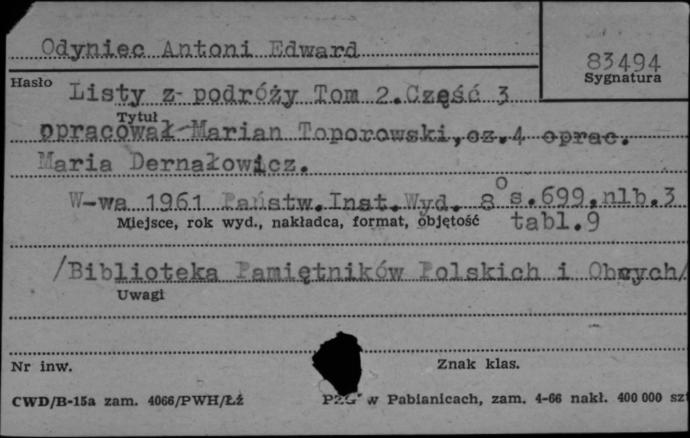 Odyniec Antoni Edward
83494
Sygnatura
Hasło
Listy z podróży Tom 2.Część 3
Tytuł
opracował Marian Toporowski,cz.4 oprac.
Maria Dernałowicz.
W-wa 1961 Państw.Inst.Wyd. 8° s.699,nlb.3
Miejsce, rok wyd., nakładca, format, objętość tabl.9
/Biblioteka Pamiętników Polskich i Obcych/
Uwagi
Nr inw.
Znak klas.
CWD/B-15a zam. 4066/PWH/Łź
PZG w Pabianicach, zam. 4-66 nakł. 400 000 szt